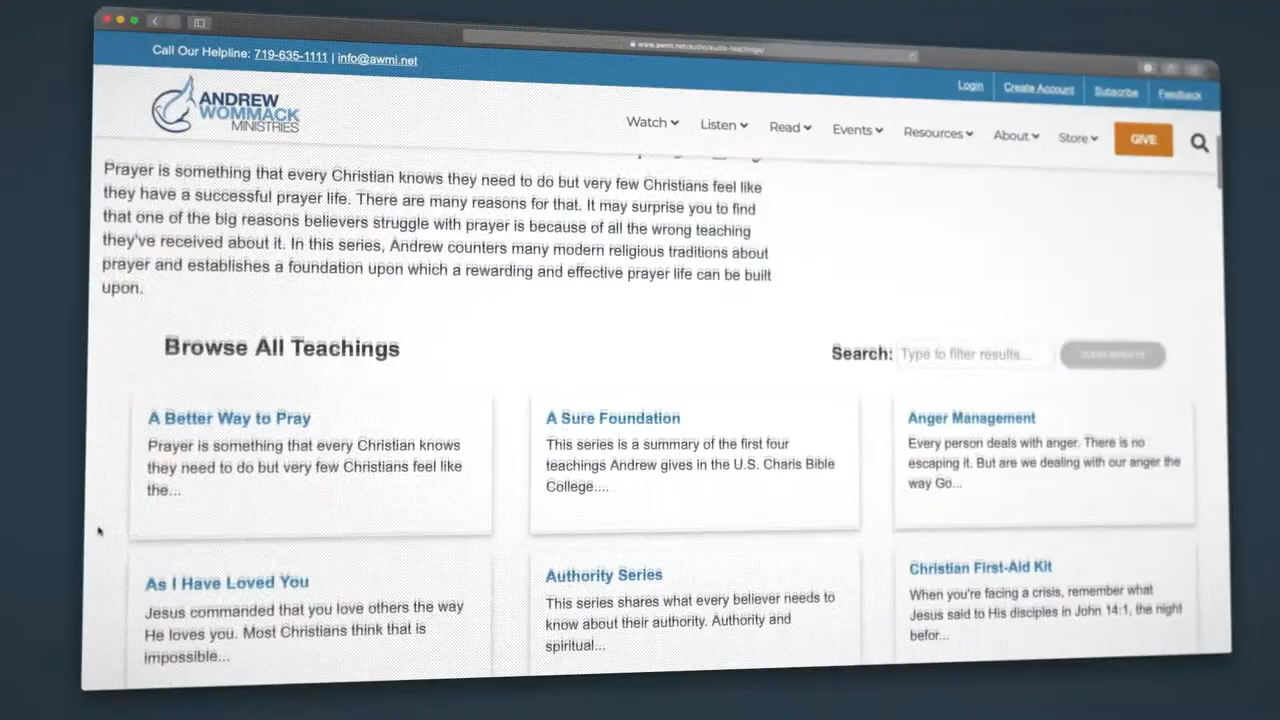 www.awmi.net/audio/audio-teachings/
Call Our Helpline: 719-635-1111 | info@awmi.net
Login Create Account Subscribe Feedback
ANDREW
WOMMACK
MINISTRIES
Watch Listen Read Events Resources About Store GIVE
Prayer is something that every Christian knows they need to do but very few Christians feel like
they have a successful prayer life. There are many reasons for that. It may surprise you to find
that one of the big reasons believers struggle with prayer is because of all the wrong teaching
they've received about it. In this series, Andrew counters many modern religious traditions about
prayer and establishes a foundation upon which a rewarding and effective prayer life can be built
upon.
Browse All Teachings
Search: Type to filter results...
A Better Way to Pray
Prayer is something that every Christian knows
they need to do but very few Christians feel like
the...
A Sure Foundation
This series is a summary of the first four
teachings Andrew gives in the U.S. Charis Bible
College....
Anger Management
Every person deals with anger. There is no
escaping it. But are we dealing with our anger the
way Go...
As I Have Loved You
Jesus commanded that you love others the way
He loves you. Most Christians think that is
impossible...
Authority Series
This series shares what every believer needs to
know about their authority. Authority and
spiritual...
Christian First-Aid Kit
When you're facing a crisis, remember what
Jesus said to His disciples in John 14:1, the night
befor...